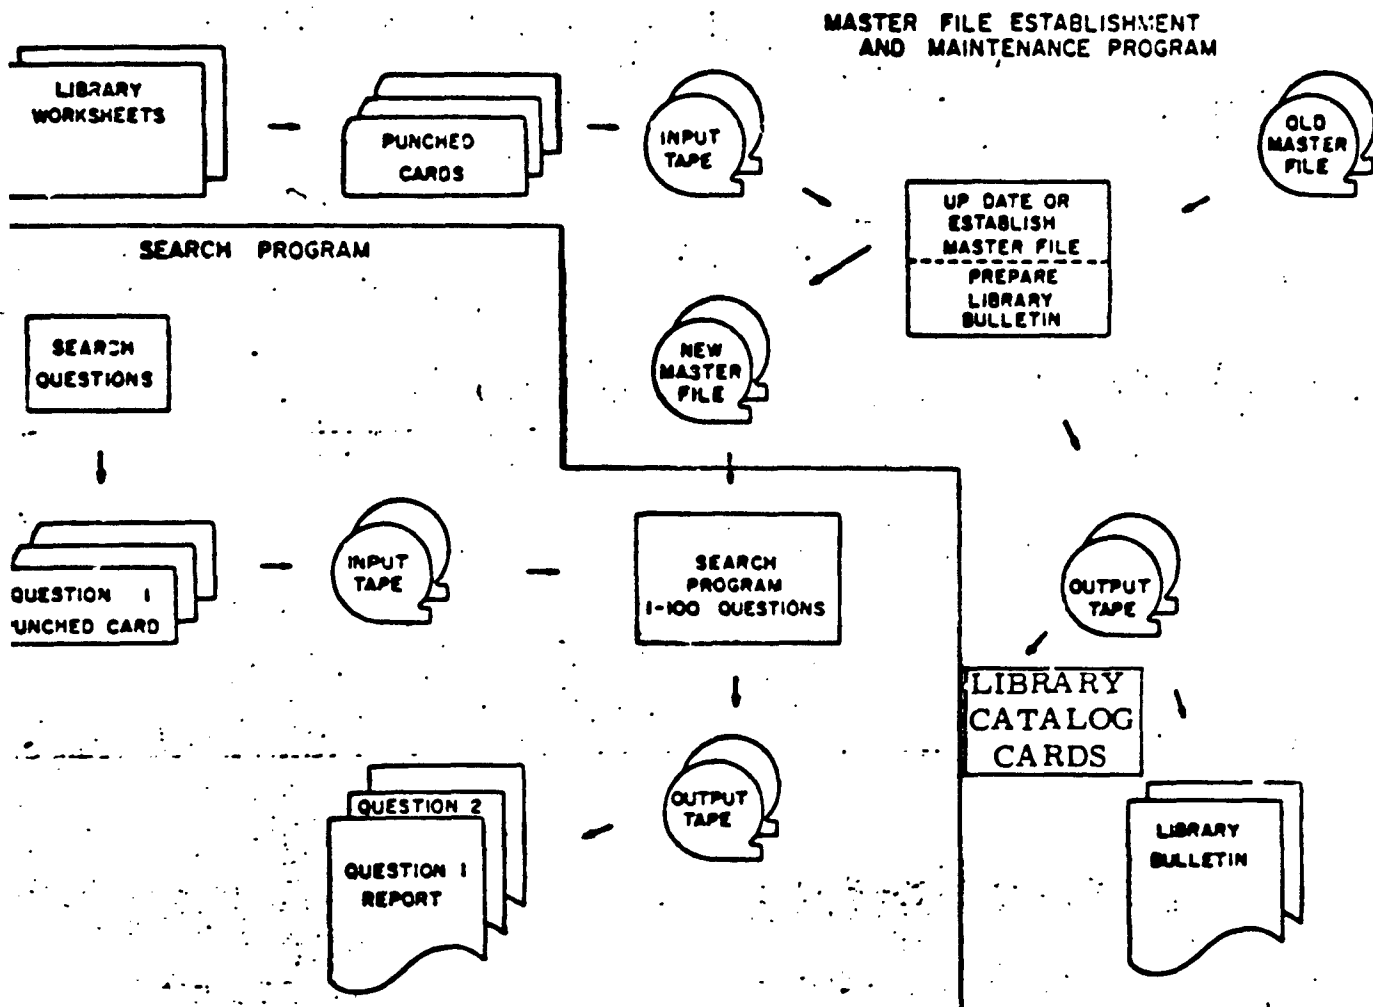 MASTER FILE ESTABLISHMENT
AND MAINTENANCE PROGRAM
LIBRARY
WORKSHEETS
PUNCHED
CARDS
INPUT
TAPE
OLD
MASTER
FILE
UP DATE OR
ESTABLISH
MASTER FILE
PREPARE
LIBRARY
BULLETIN
SEARCH PROGRAM
SEARCH
QUESTIONS
NEW
MASTER
FILE
QUESTION 1
UNCHED CARD
INPUT
TAPE
SEARCH
PROGRAM
1-100 QUESTIONS
OUTPUT
TAPE
LIBRARY
CATALOG
CARDS
OUTPUT
TAPE
QUESTION 2
QUESTION 1
REPORT
LIBRARY
BULLETIN